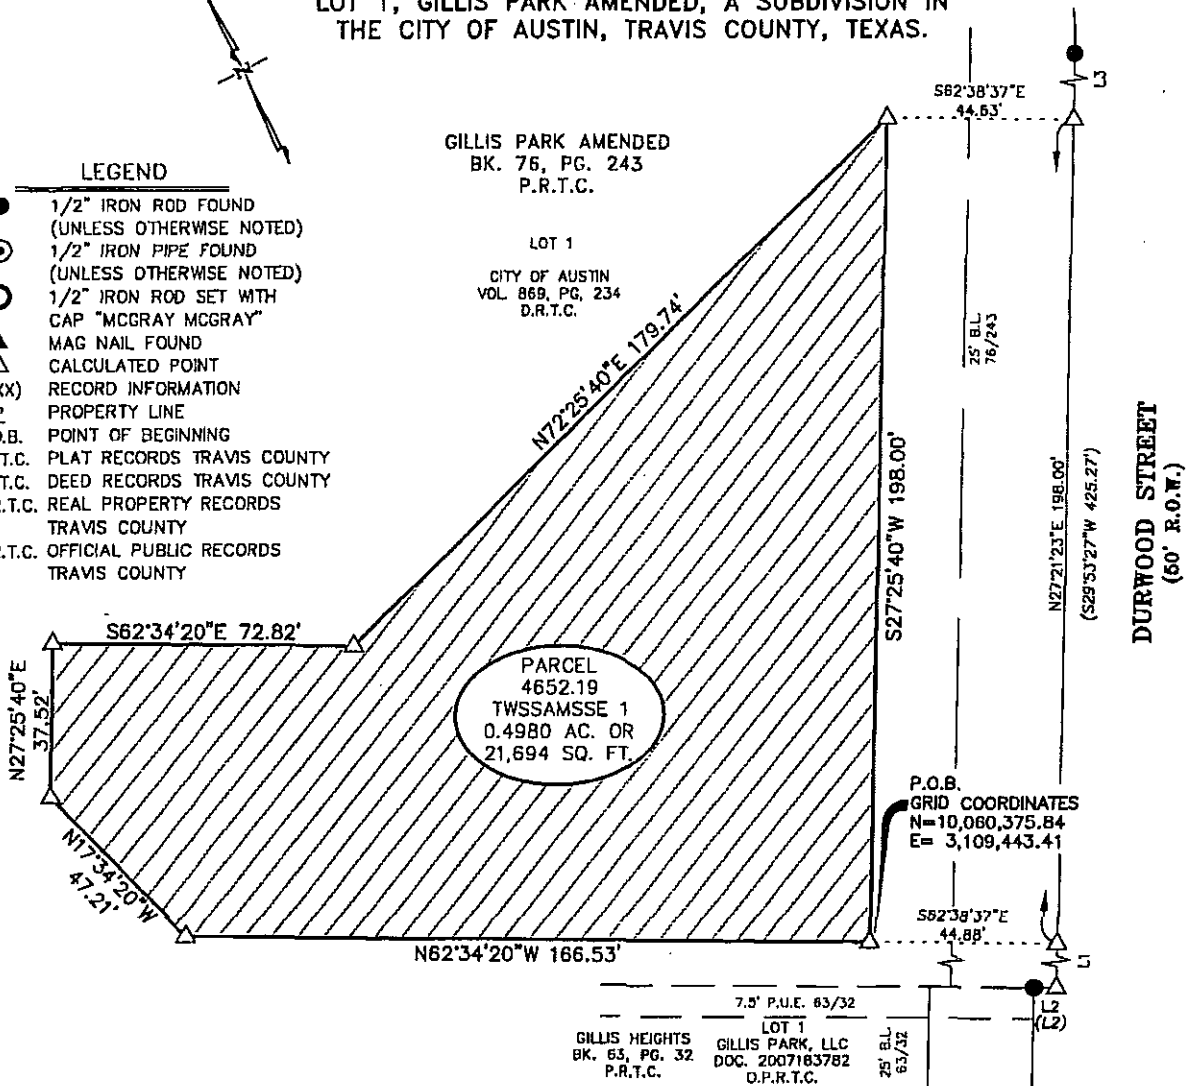 LOT 1, GILLIS PARK AMENDED, A SUBDIVISION IN
THE CITY OF AUSTIN, TRAVIS COUNTY, TEXAS.
N
S62°38'37"E
44.63'
L3
GILLIS PARK AMENDED
BK. 76, PG. 243
P.R.T.C.
LOT 1
CITY OF AUSTIN
VOL. 869, PG, 234
D.R.T.C.
LEGEND
1/2" IRON ROD FOUND
(UNLESS OTHERWISE NOTED)
1/2" IRON PIPE FOUND
(UNLESS OTHERWISE NOTED)
1/2" IRON ROD SET WITH
CAP "MCGRAY MCGRAY"
MAG NAIL FOUND
CALCULATED POINT
RECORD INFORMATION
PROPERTY LINE
POINT OF BEGINNING
PLAT RECORDS TRAVIS COUNTY
DEED RECORDS TRAVIS COUNTY
REAL PROPERTY RECORDS
TRAVIS COUNTY
OFFICIAL PUBLIC RECORDS
TRAVIS COUNTY
N72°25'40"E 179.74'
25' B.L.
76/243
S27°25'40"W 198.00'
N27°21'23"E 198.00'
(S29°53'27"W 425.27')
DURWOOD STREET
(50' R.O.W.)
S62°34'20"E 72.82'
N27°25'40"E
37.52'
PARCEL
4652.19
TWSSAMSSE 1
0.4980 AC. OR
21,694 SQ. FT.
N17°34'20"W
47.21'
N62°34'20"W 166.53'
P.O.B.
GRID COORDINATES
N=10,060,375.84
E= 3,109,443.41
S62°38'37"E
44.88'
L1
7.5' P.U.E. 63/32
L2
(L2)
GILLIS HEIGHTS
BK. 63, PG. 32
P.R.T.C.
LOT 1
GILLIS PARK, LLC
DOC. 2007183782
O.P.R.T.C.
25' B.L.
63/32